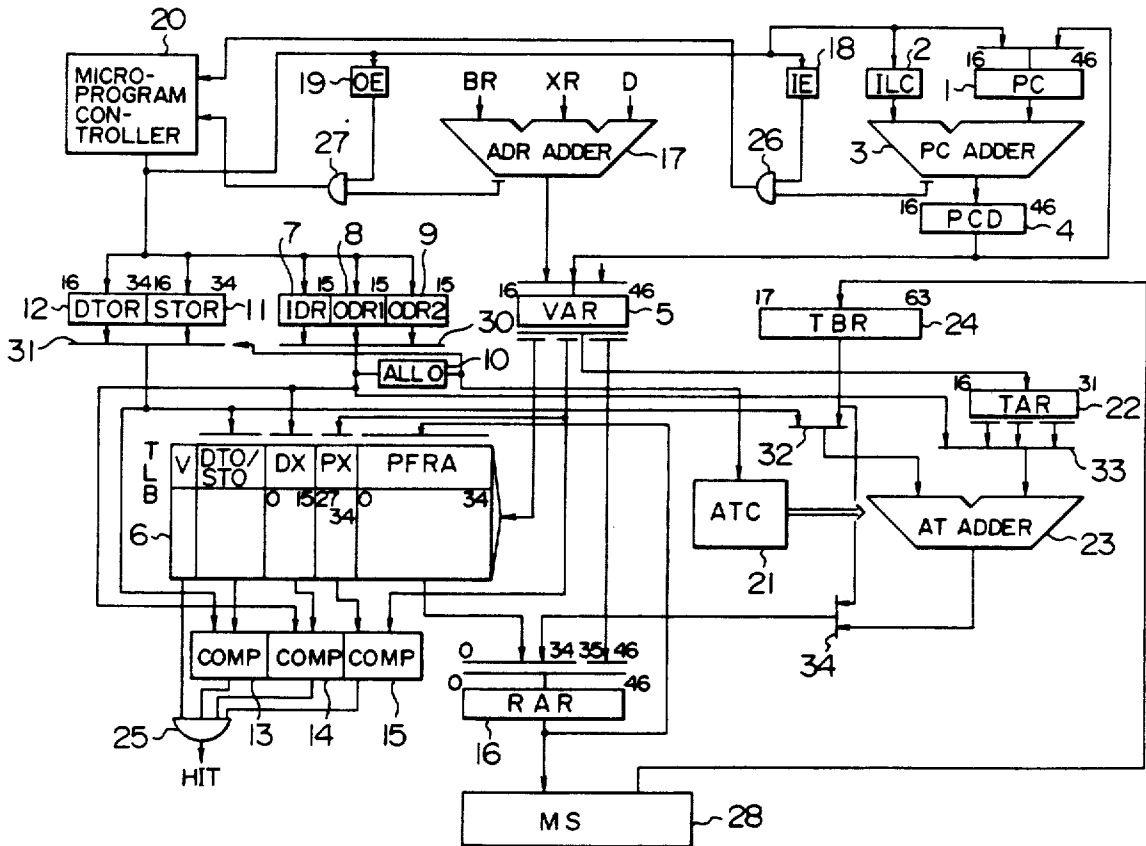 20
MICRO-
PROGRAM
CON-
TROLLER
19
OE
BR
XR
D
ADR ADDER
17
27
IE
18
26
2
ILC
16
46
1
PC
3
PC ADDER
16
46
PCD
4
16
34
16
34
12
DTOR
STOR
11
31
7
8
9
15
15
15
IDR
ODR1
ODR2
30
10
ALL 0
16
46
VAR
5
17
63
TBR
24
16
31
TAR
22
32
33
TLB
V
DTO/
STO
DX
PX
PFRA
0
15
27
34
0
34
6
ATC
21
AT ADDER
23
34
COMP
COMP
COMP
13
14
15
25
HIT
0
34
35
46
0
46
RAR
16
MS
28